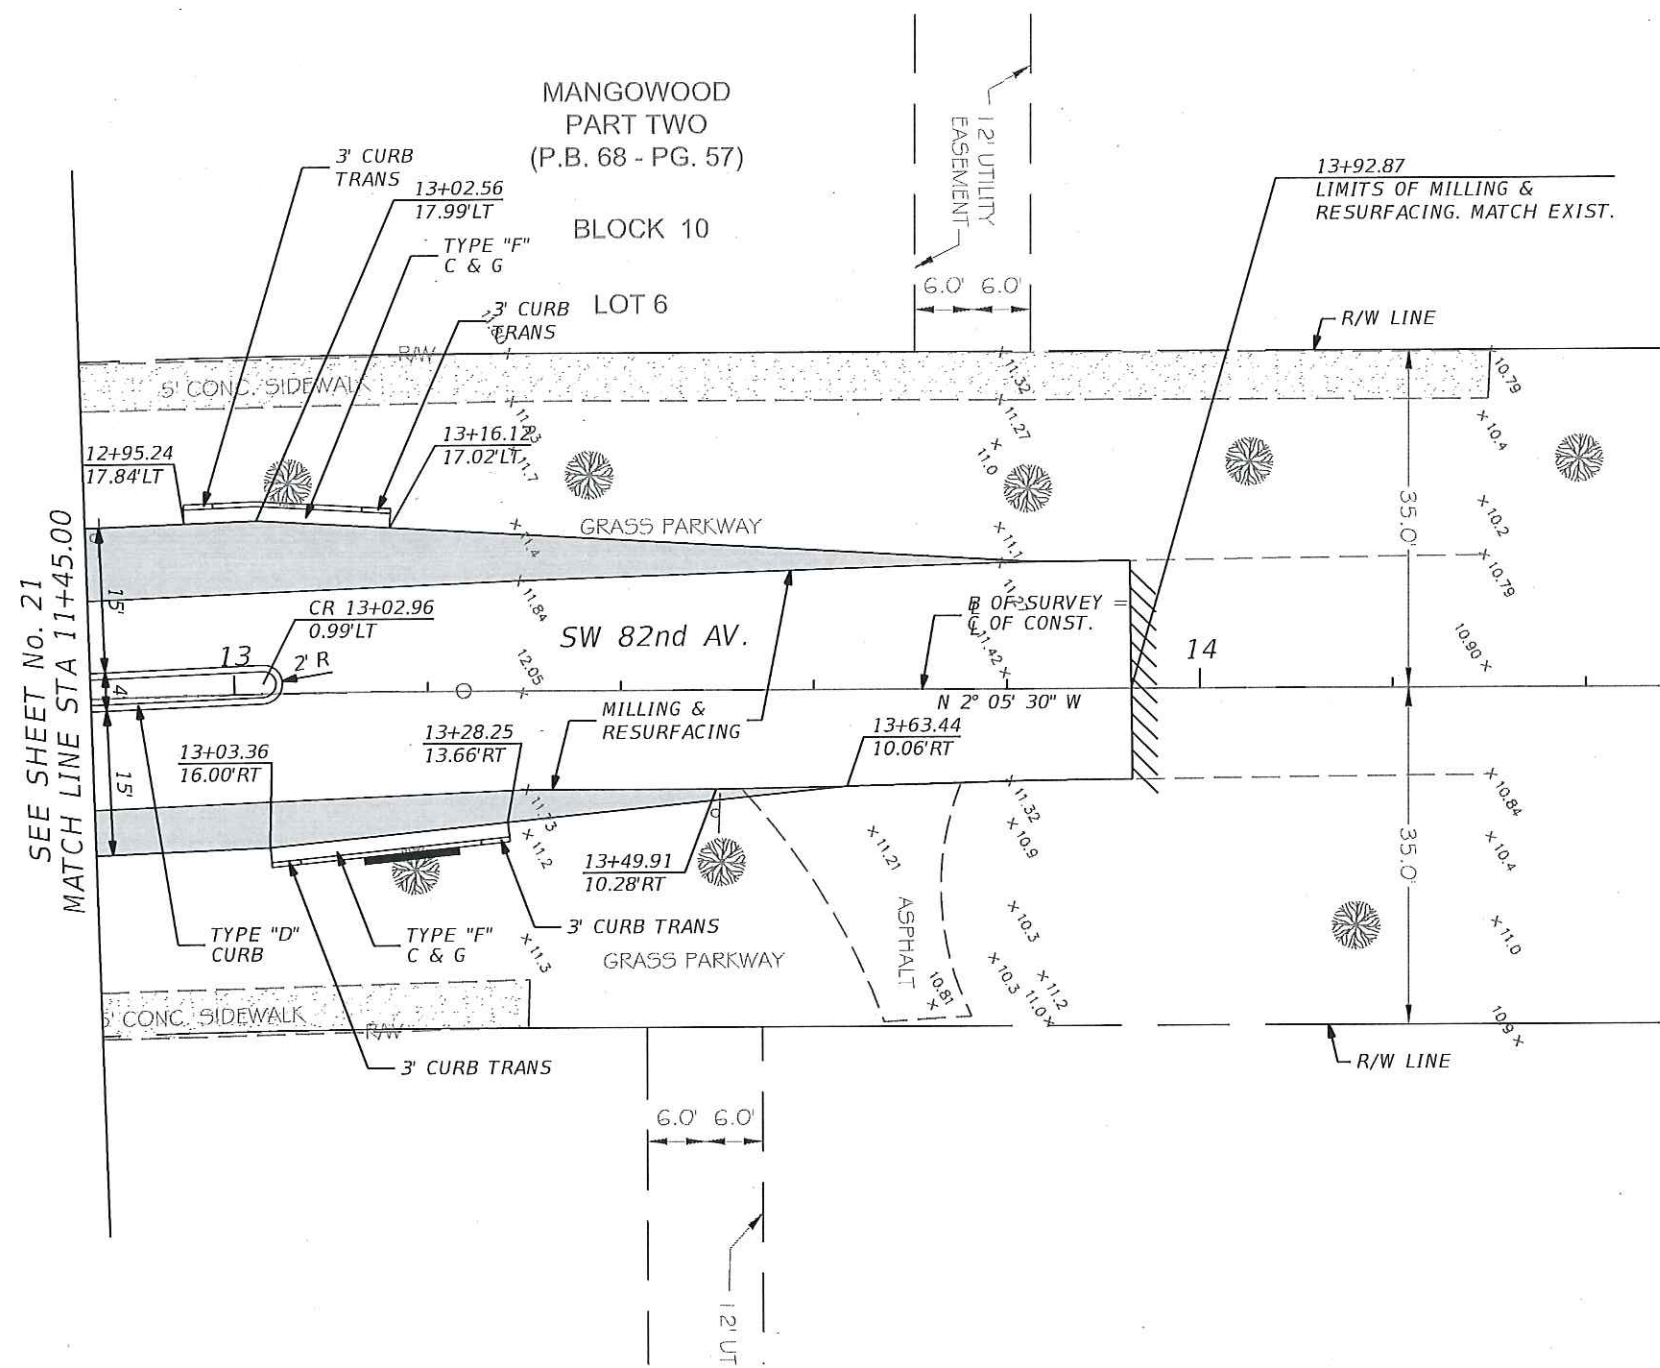 MANGOWOOD
PART TWO
(P.B. 68 - PG. 57)
BLOCK 10
LOT 6
12' UTILITY
EASEMENT
6.0' 6.0'
13+92.87
LIMITS OF MILLING &
RESURFACING. MATCH EXIST.
R/W LINE
3' CURB
TRANS
13+02.56
17.99'LT
TYPE "F"
C & G
3' CURB
TRANS
R/W
5' CONC. SIDEWALK
11.32
10.79
11.27
10.4
11.0
11.7
12+95.24
17.84'LT
13+16.12
17.02'LT
GRASS PARKWAY
11.4
11.1
10.2
10.79
35.0'
SEE SHEET No. 21
MATCH LINE STA 11+45.00
15'
4'
15'
11.84
CR 13+02.96
0.99'LT
13
2' R
SW 82nd AV.
12.05
B OF SURVEY =
C OF CONST.
11.42
10.90
14
N 2° 05' 30" W
MILLING &
RESURFACING
13+28.25
13.66'RT
13+63.44
10.06'RT
13+03.36
16.00'RT
11.2
13+49.91
10.28'RT
11.21
11.32
10.9
10.84
10.4
35.0'
TYPE "D"
CURB
TYPE "F"
C & G
3' CURB TRANS
11.3
GRASS PARKWAY
ASPHALT
10.81
10.3
10.3
11.2
11.0
11.0
10.9
5' CONC. SIDEWALK
R/W
3' CURB TRANS
R/W LINE
6.0' 6.0'
12' UT